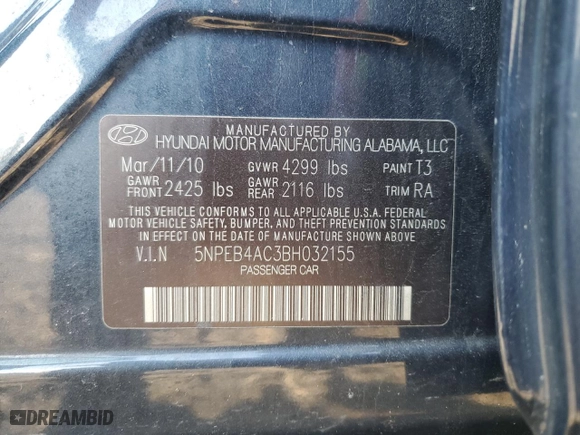 MANUFACTURED BY
HYUNDAI MOTOR MANUFACTURING ALABAMA, LLC
Mar/11/10 GVWR 4299 lbs PAINT T3
GAWR FRONT 2425 lbs GAWR REAR 2116 lbs TRIM RA
THIS VEHICLE CONFORMS TO ALL APPLICABLE U.S.A. FEDERAL
MOTOR VEHICLE SAFETY, BUMPER, AND THEFT PREVENTION STANDARDS
IN EFFECT ON THE DATE OF MANUFACTURE SHOWN ABOVE.
V.I.N 5NPEB4AC3BH032155
PASSENGER CAR
DREAMBID